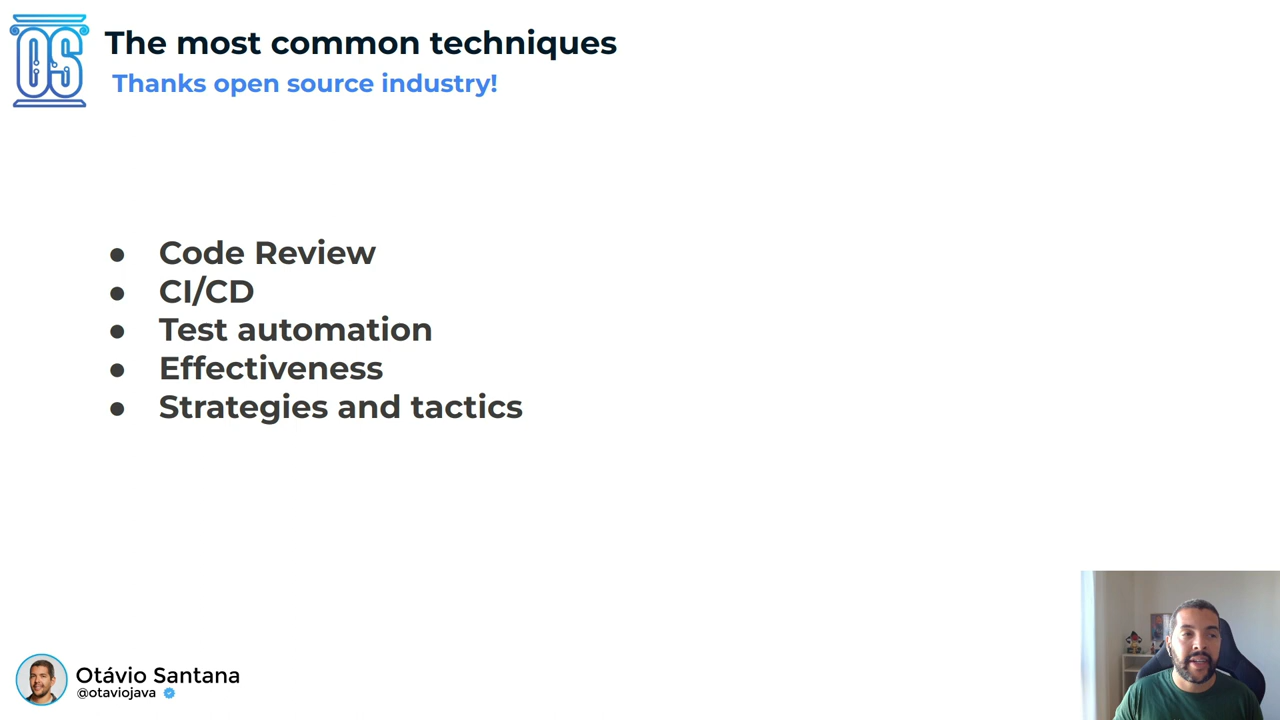 OS
The most common techniques
Thanks open source industry!
● Code Review
● CI/CD
● Test automation
● Effectiveness
● Strategies and tactics
Otávio Santana
@otaviojava